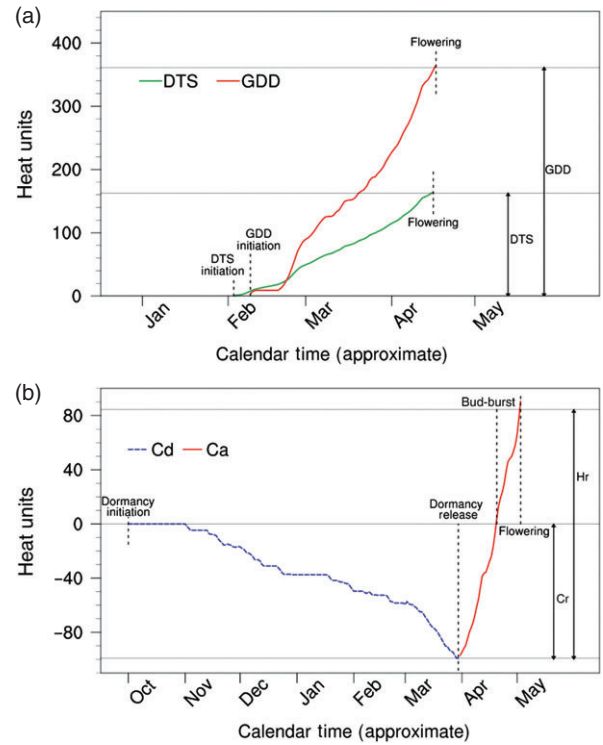 (a)
400
300
200
100
0
Heat units
DTS GDD
Flowering
GDD
initiation
DTS
initiation
Flowering
DTS
GDD
Jan Feb Mar Apr May
Calendar time (approximate)
(b)
80
40
0
−40
−80
Heat units
Cd Ca
Bud-burst
Dormancy
initiation
Dormancy
release
Flowering
Hr
Cr
Oct Nov Dec Jan Feb Mar Apr May
Calendar time (approximate)